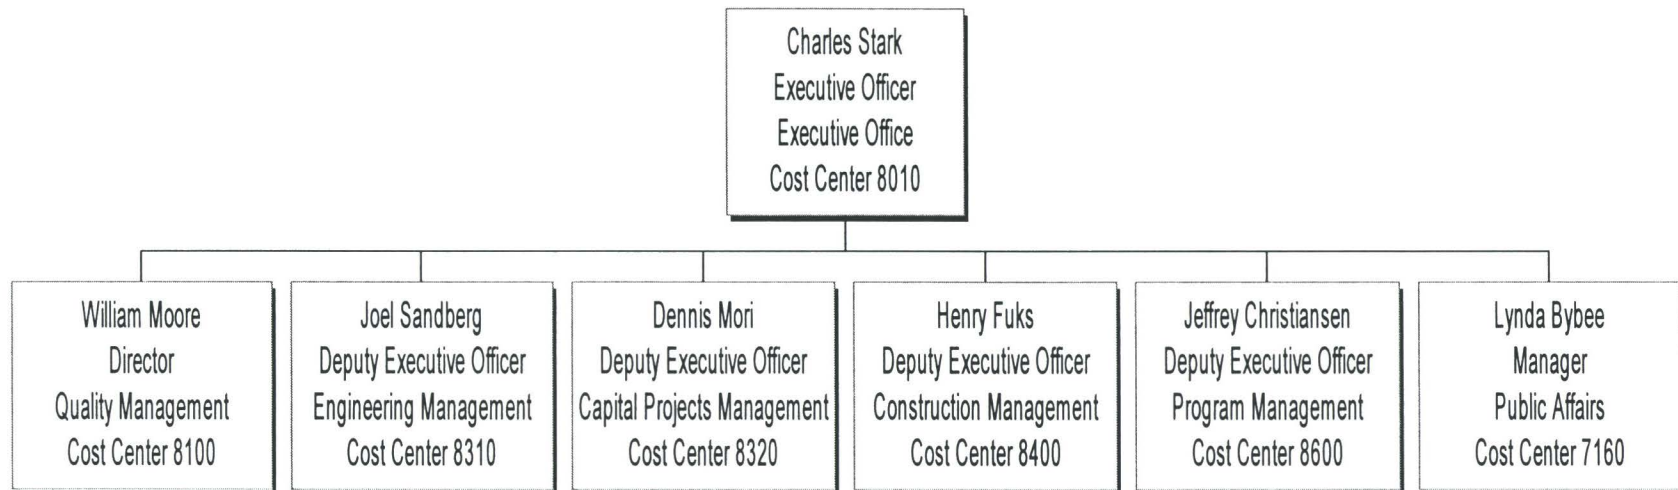 Charles Stark
Executive Officer
Executive Office
Cost Center 8010
William Moore
Director
Quality Management
Cost Center 8100
Joel Sandberg
Deputy Executive Officer
Engineering Management
Cost Center 8310
Dennis Mori
Deputy Executive Officer
Capital Projects Management
Cost Center 8320
Henry Fuks
Deputy Executive Officer
Construction Management
Cost Center 8400
Jeffrey Christiansen
Deputy Executive Officer
Program Management
Cost Center 8600
Lynda Bybee
Manager
Public Affairs
Cost Center 7160